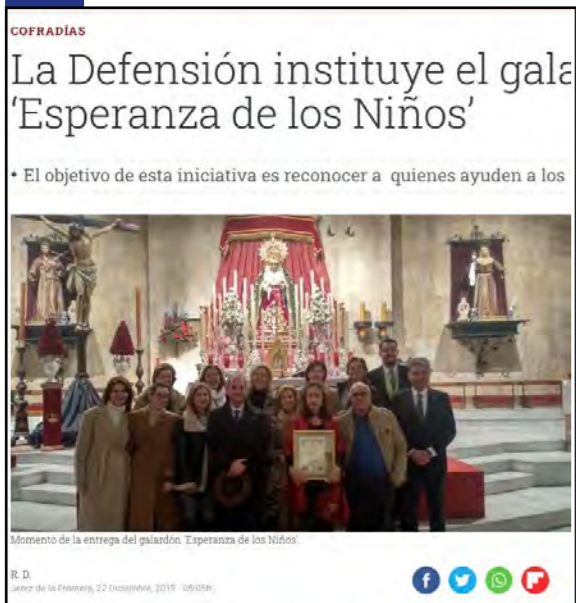 COFRADÍAS
La Defensión instituye el gala
'Esperanza de los Niños'
• El objetivo de esta iniciativa es reconocer a quienes ayuden a los
Momento de la entrega del galardón 'Esperanza de los Niños'.
R. D.
Jerez de la Frontera, 22 Diciembre, 2019 - 05:05h